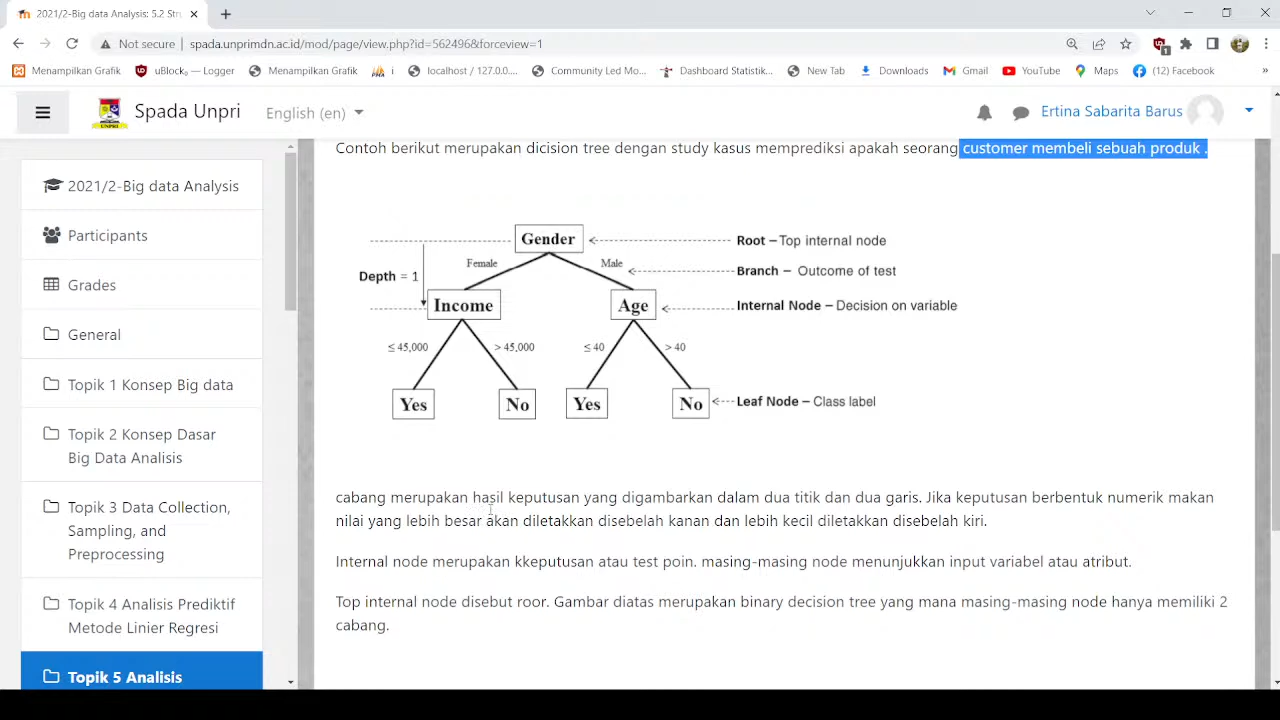 2021/2-Big data Analysis: 5.2 Str
Not secure | spada.unprimdn.ac.id/mod/page/view.php?id=562496&forceview=1
Menampilkan Grafik uBlock₀ — Logger Menampilkan Grafik i localhost / 127.0.0.... Community Led Mo... Dashboard Statistik... New Tab Downloads Gmail YouTube Maps (12) Facebook »
Spada Unpri English (en) Ertina Sabarita Barus
2021/2-Big data Analysis
Participants
Grades
General
Topik 1 Konsep Big data
Topik 2 Konsep Dasar
Big Data Analisis
Topik 3 Data Collection,
Sampling, and
Preprocessing
Topik 4 Analisis Prediktif
Metode Linier Regresi
Topik 5 Analisis
Contoh berikut merupakan dicision tree dengan study kasus memprediksi apakah seorang customer membeli sebuah produk .
Gender Root – Top internal node
Female Male Branch – Outcome of test
Depth = 1
Income Age Internal Node – Decision on variable
≤ 45,000 > 45,000 ≤ 40 > 40
Yes No Yes No Leaf Node – Class label
cabang merupakan hasil keputusan yang digambarkan dalam dua titik dan dua garis. Jika keputusan berbentuk numerik makan
nilai yang lebih besar akan diletakkan disebelah kanan dan lebih kecil diletakkan disebelah kiri.
Internal node merupakan kkeputusan atau test poin. masing-masing node menunjukkan input variabel atau atribut.
Top internal node disebut roor. Gambar diatas merupakan binary decision tree yang mana masing-masing node hanya memiliki 2
cabang.